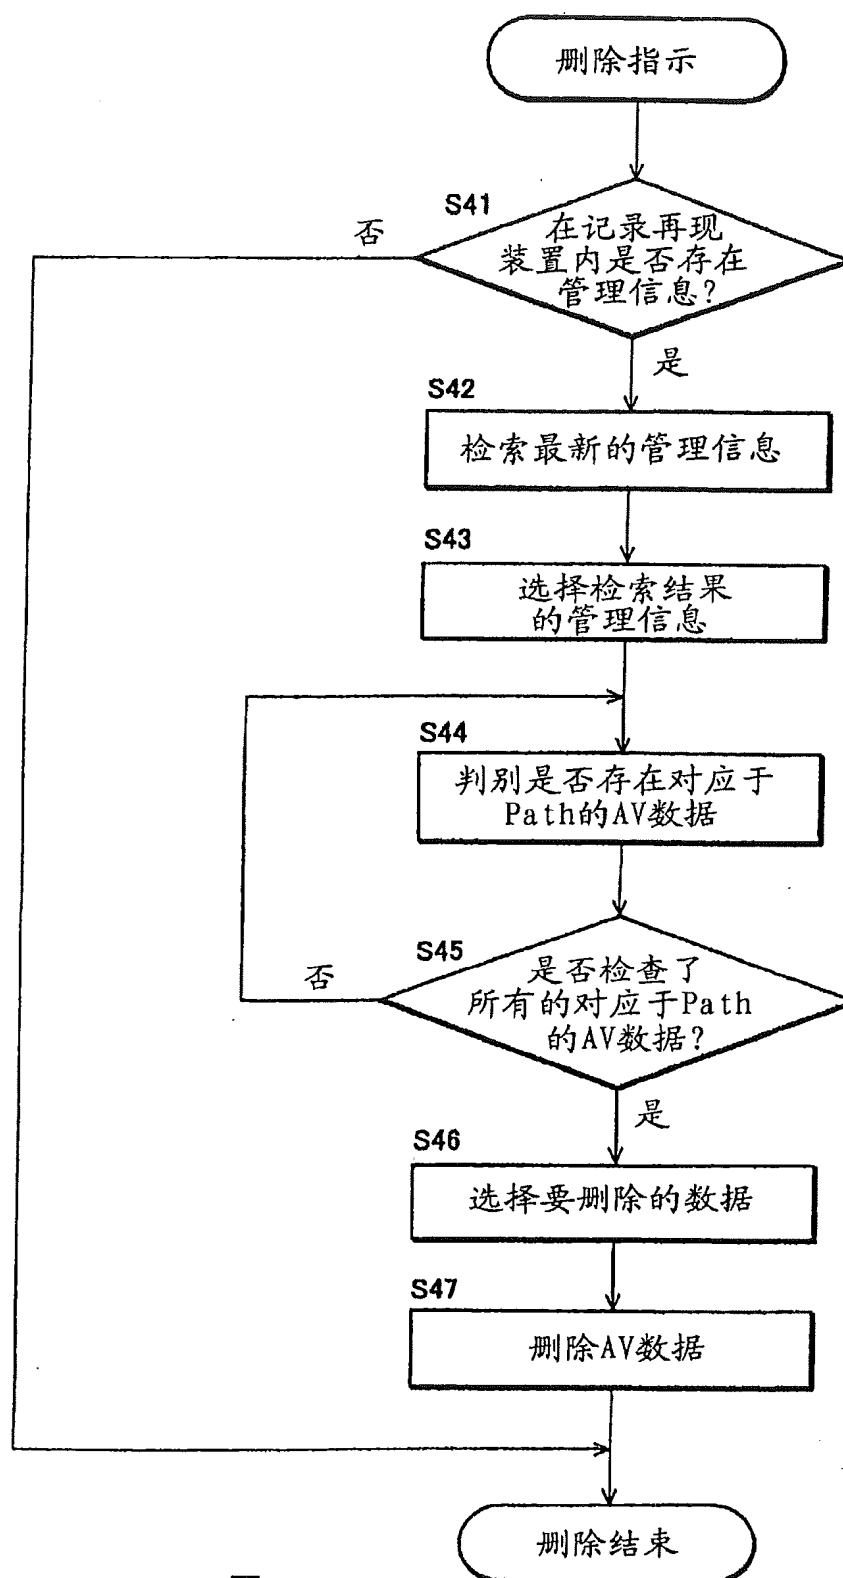 删除指示
S41
否
在记录再现
装置内是否存在
管理信息?
是
S42
检索最新的管理信息
S43
选择检索结果
的管理信息
S44
判别是否存在对应于
Path的AV数据
S45
否
是否检查了
所有的对应于Path
的AV数据?
是
S46
选择要删除的数据
S47
删除AV数据
删除结束